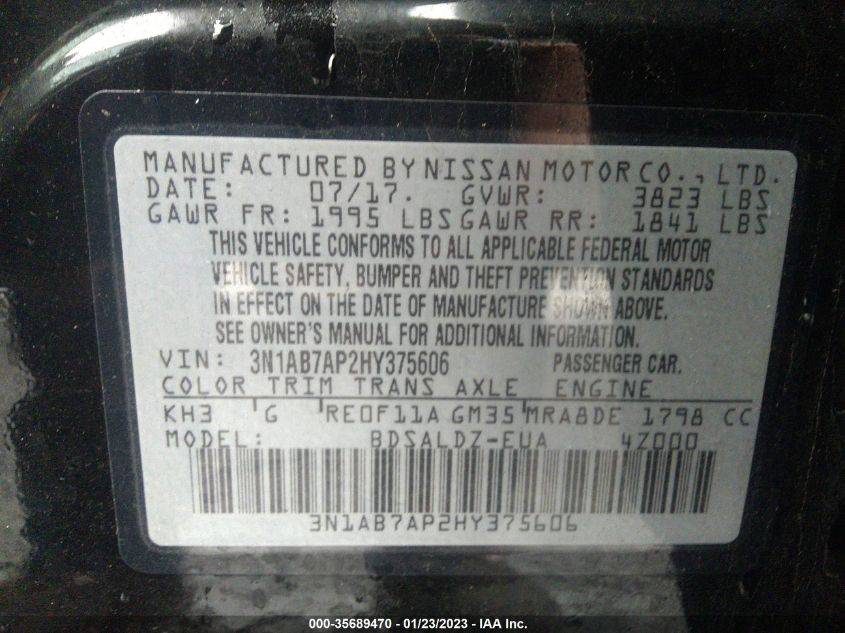 MANUFACTURED BY NISSAN MOTOR CO., LTD.
DATE: 07/17. GVWR: 3823 LBS
GAWR FR: 1995 LBS GAWR RR: 1841 LBS
THIS VEHICLE CONFORMS TO ALL APPLICABLE FEDERAL MOTOR
VEHICLE SAFETY, BUMPER AND THEFT PREVENTION STANDARDS
IN EFFECT ON THE DATE OF MANUFACTURE SHOWN ABOVE.
SEE OWNER'S MANUAL FOR ADDITIONAL INFORMATION.
VIN: 3N1AB7AP2HY375606 PASSENGER CAR.
COLOR TRIM TRANS AXLE ENGINE
KH3 G RE0F11A GM35 MRA8DE 1798 CC
MODEL: BDSALDZ-EUA 4Z000
3N1AB7AP2HY375606
000-35689470 — 01/23/2023 — IAA Inc.